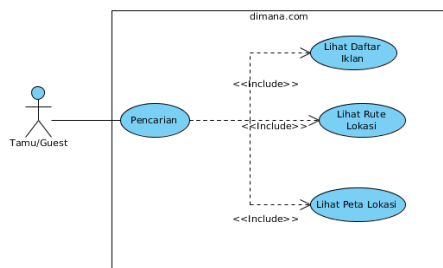 dimana.com
Lihat Daftar
Iklan
<<Include>>
Tamu/Guest
Pencarian
<<Include>>
Lihat Rute
Lokasi
Lihat Peta Lokasi
<<Include>>